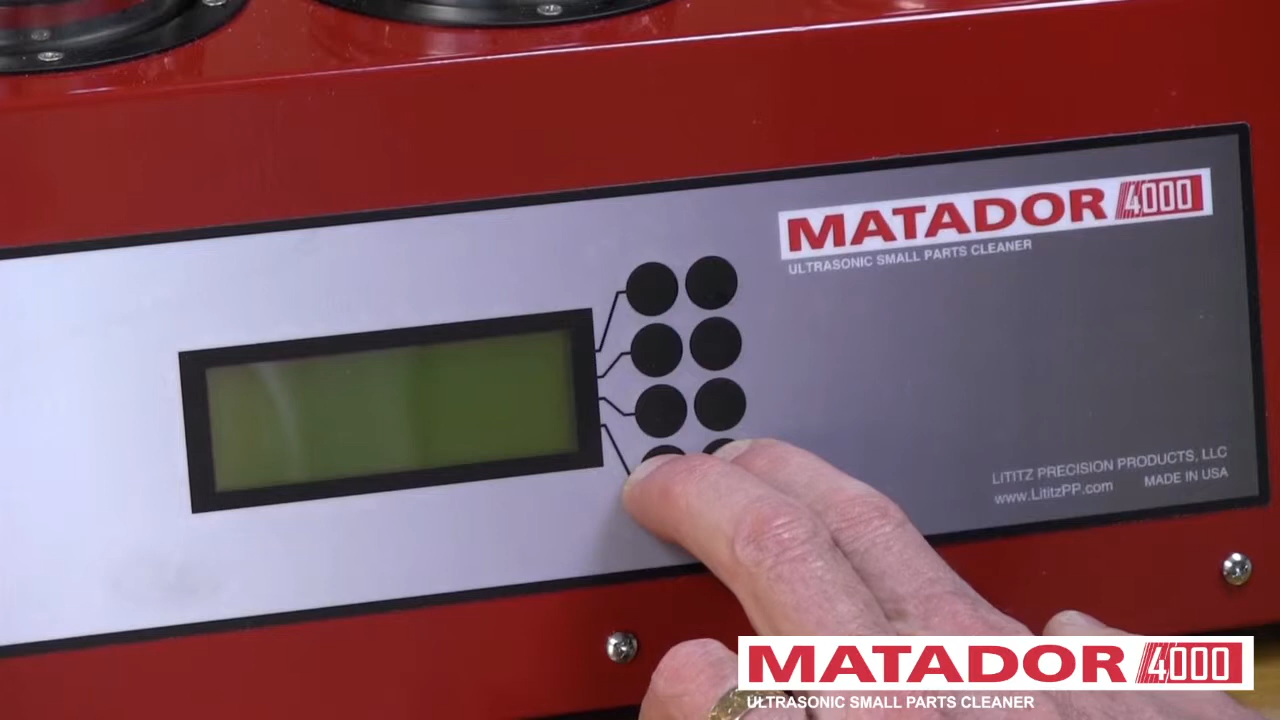 MATADOR 4000
ULTRASONIC SMALL PARTS CLEANER
LiTiTZ PRECISION PRODUCTS, LLC
www.LititzPP.com MADE IN USA
MATADOR 4000
ULTRASONIC SMALL PARTS CLEANER